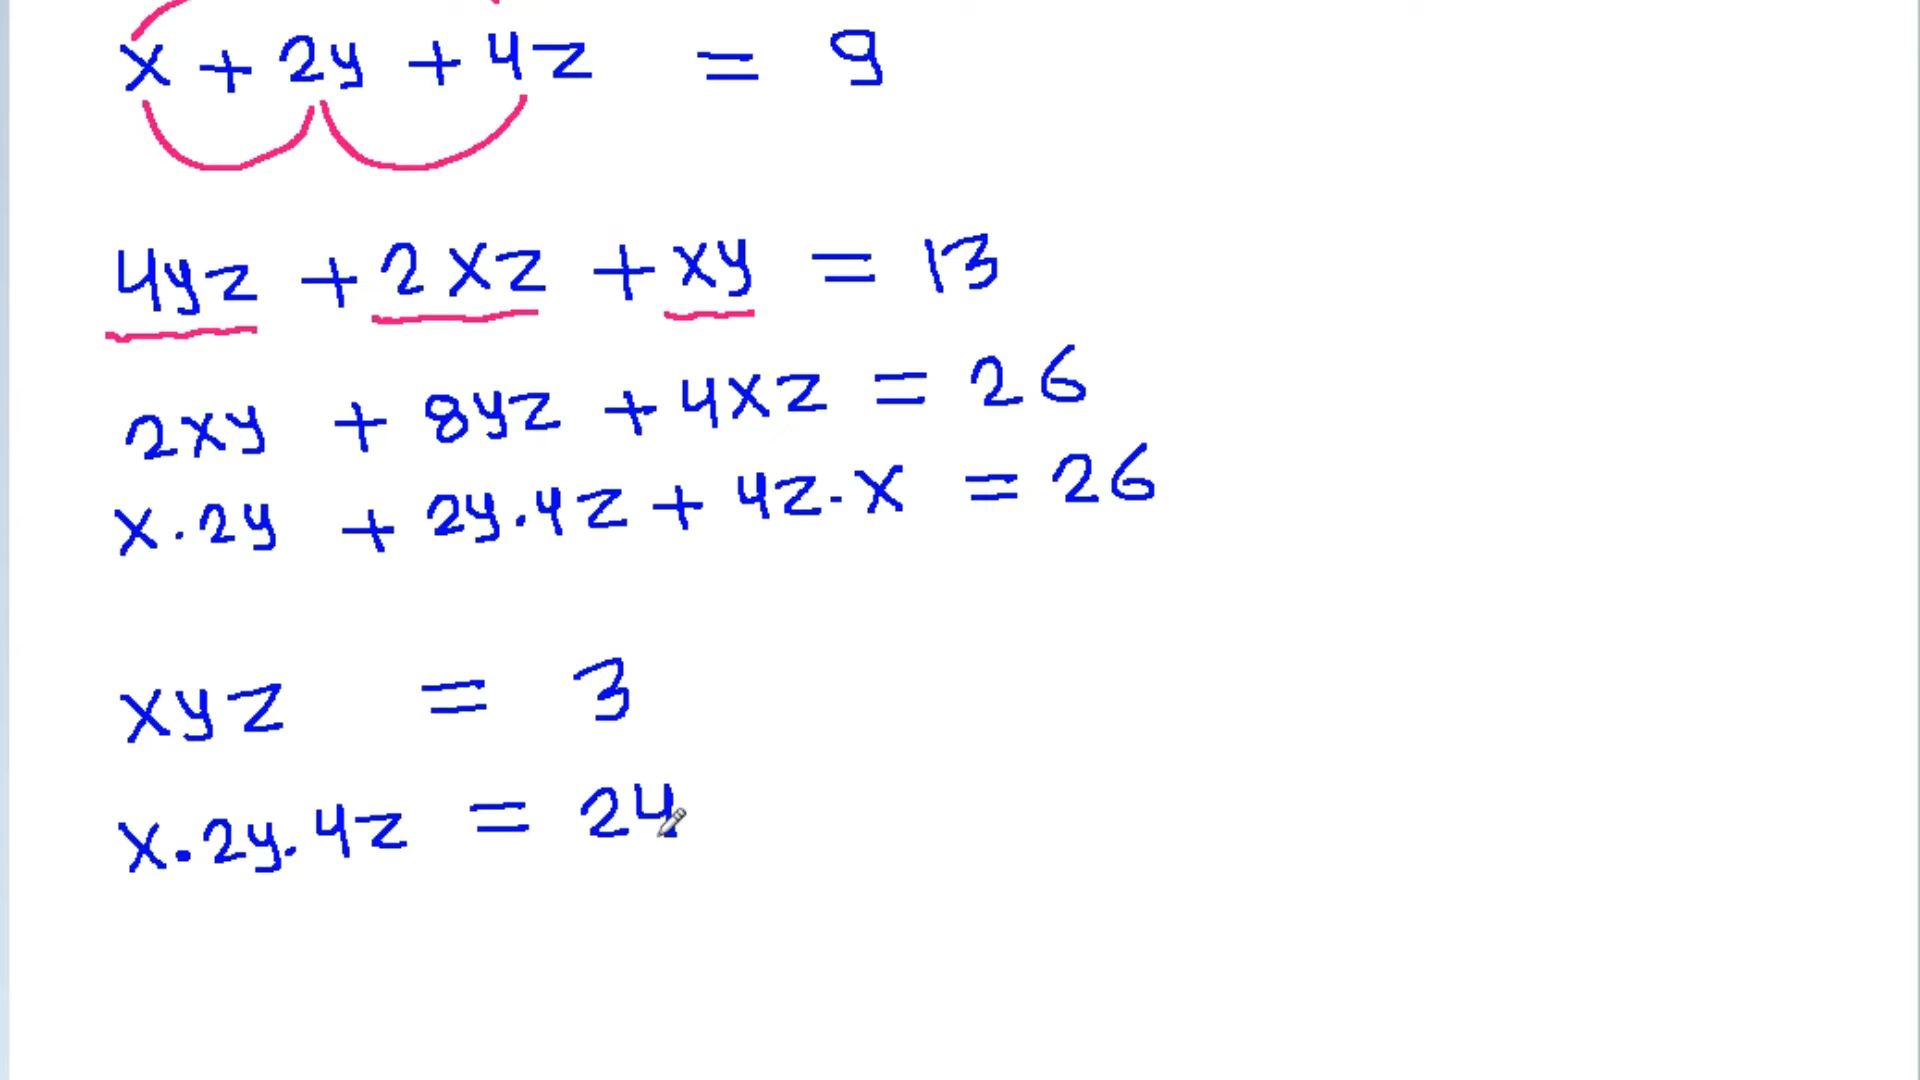 x + 2y + 4z = 9
4yz + 2xz + xy = 13
2xy + 8yz + 4xz = 26
x.2y + 2y.4z + 4z.x = 26
xyz = 3
x.2y.4z = 24